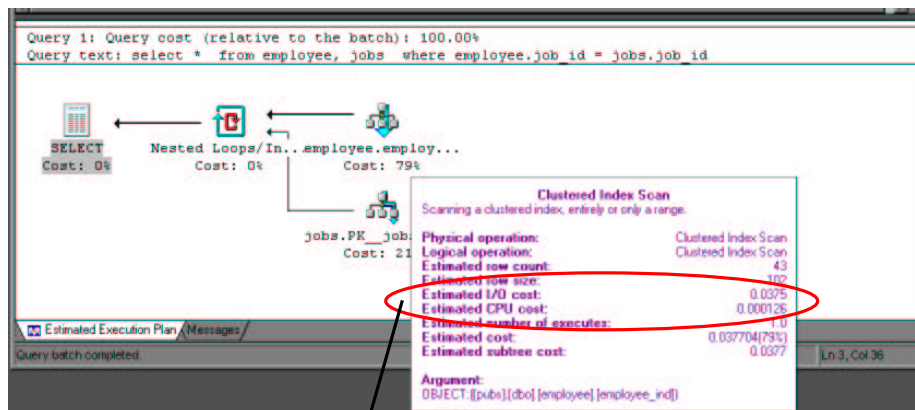 Query 1: Query cost (relative to the batch): 100.00%
Query text: select * from employee, jobs where employee.job_id = jobs.job_id
SELECT
Cost: 0%
Nested Loops/In...
Cost: 0%
employee.employ...
Cost: 79%
jobs.PK__jobs
Cost: 21
Clustered Index Scan
Scanning a clustered index, entirely or only a range.
Physical operation: Clustered Index Scan
Logical operation: Clustered Index Scan
Estimated row count: 43
Estimated row size: 102
Estimated I/O cost: 0.0375
Estimated CPU cost: 0.000126
Estimated number of executes: 1.0
Estimated cost: 0.037704(79%)
Estimated subtree cost: 0.0377
Argument:
OBJECT:([pubs].[dbo].[employee].[employee_ind])
Estimated Execution Plan Messages
Query batch completed.
Ln 3, Col 36